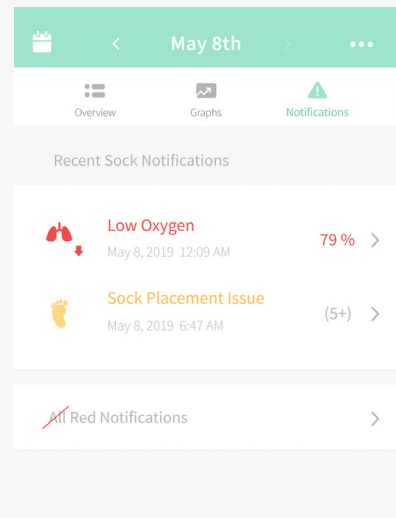 May 8th
Overview
Graphs
Notifications
Recent Sock Notifications
Low Oxygen
79 %
May 8, 2019 12:09 AM
Sock Placement Issue
(5+)
May 8, 2019 6:47 AM
All Red Notifications